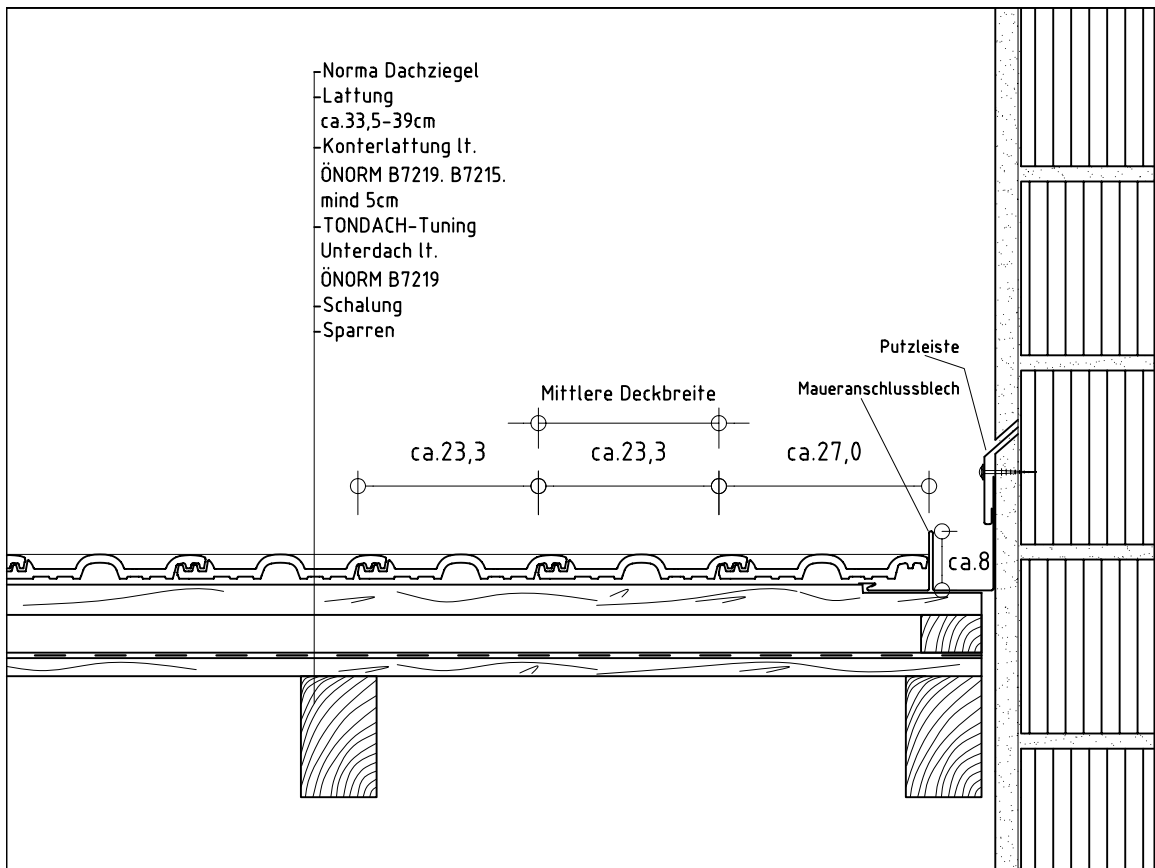 Norma Dachziegel
Lattung
ca.33,5-39cm
Konterlattung lt.
ÖNORM B7219. B7215.
mind 5cm
TONDACH-Tuning
Unterdach lt.
ÖNORM B7219
Schalung
Sparren
Putzleiste
Maueranschlussblech
Mittlere Deckbreite
ca.23,3
ca.23,3
ca.27,0
ca.8